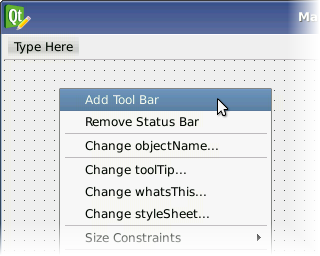 Qt
Ma
Type Here
Add Tool Bar
Remove Status Bar
Change objectName...
Change toolTip...
Change whatsThis...
Change styleSheet...
Size Constraints